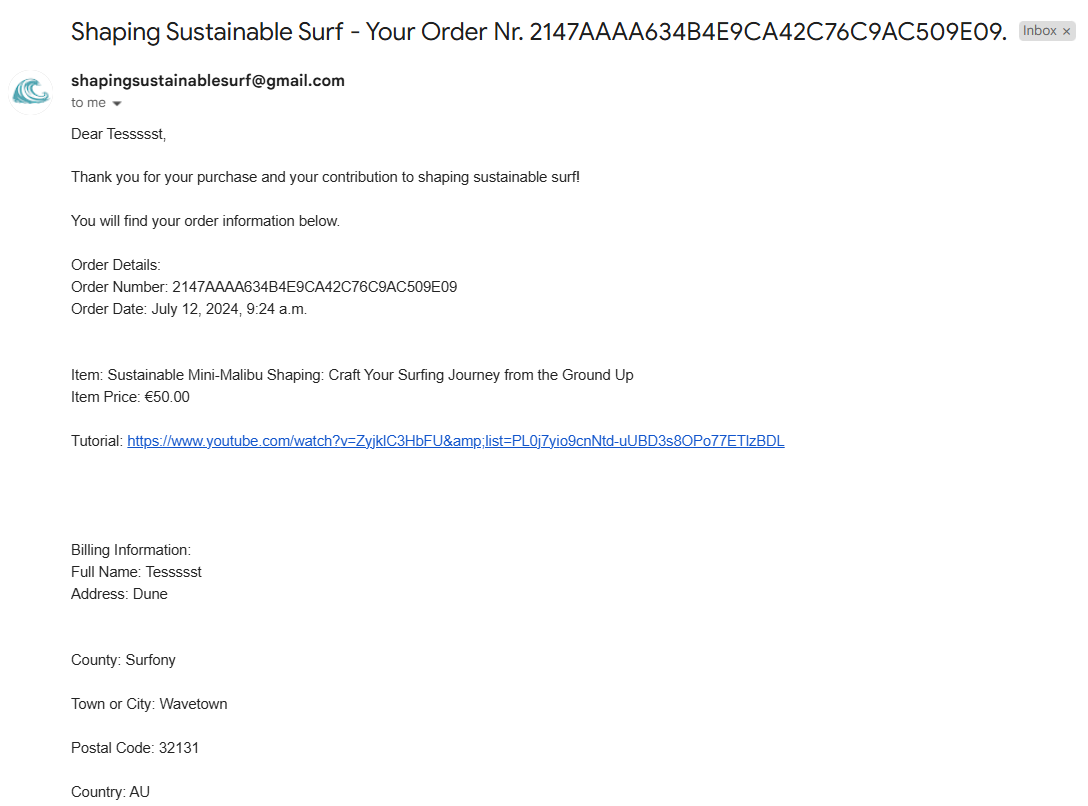 Shaping Sustainable Surf - Your Order Nr. 2147AAAA634B4E9CA42C76C9AC509E09. Inbox ×
shapingsustainablesurf@gmail.com
to me
Dear Tessssst,
Thank you for your purchase and your contribution to shaping sustainable surf!
You will find your order information below.
Order Details:
Order Number: 2147AAAA634B4E9CA42C76C9AC509E09
Order Date: July 12, 2024, 9:24 a.m.
Item: Sustainable Mini-Malibu Shaping: Craft Your Surfing Journey from the Ground Up
Item Price: €50.00
Tutorial: https://www.youtube.com/watch?v=ZyjklC3HbFU&amp;list=PL0j7yio9cnNtd-uUBD3s8OPo77ETlzBDL
Billing Information:
Full Name: Tessssst
Address: Dune
County: Surfony
Town or City: Wavetown
Postal Code: 32131
Country: AU